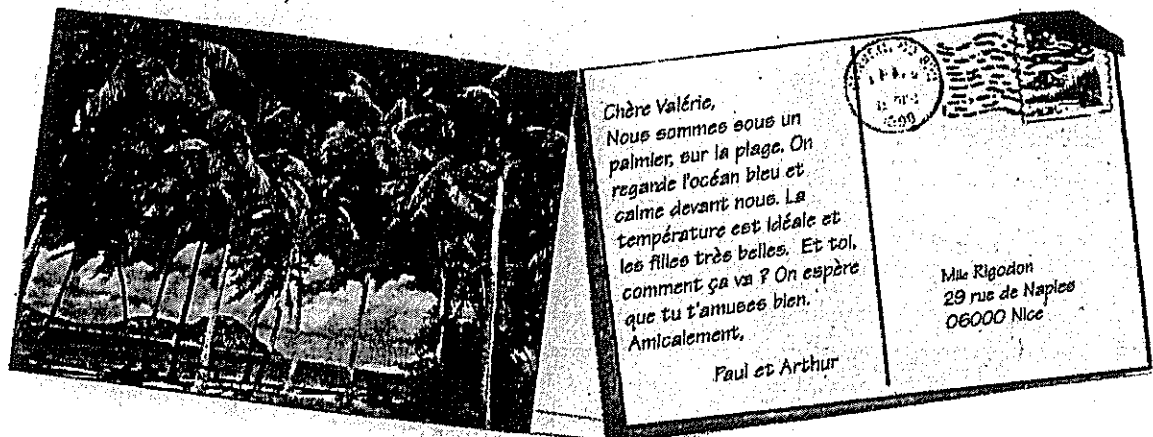 Chère Valérie,
Nous sommes sous un
palmier, sur la plage. On
regarde l'océan bleu et
calme devant nous. La
température est idéale et
les filles très belles. Et toi,
comment ça va ? On espère
que tu t'amuses bien.
Amicalement,
Paul et Arthur
Mlle Rigodon
29 rue de Naples
06000 Nice